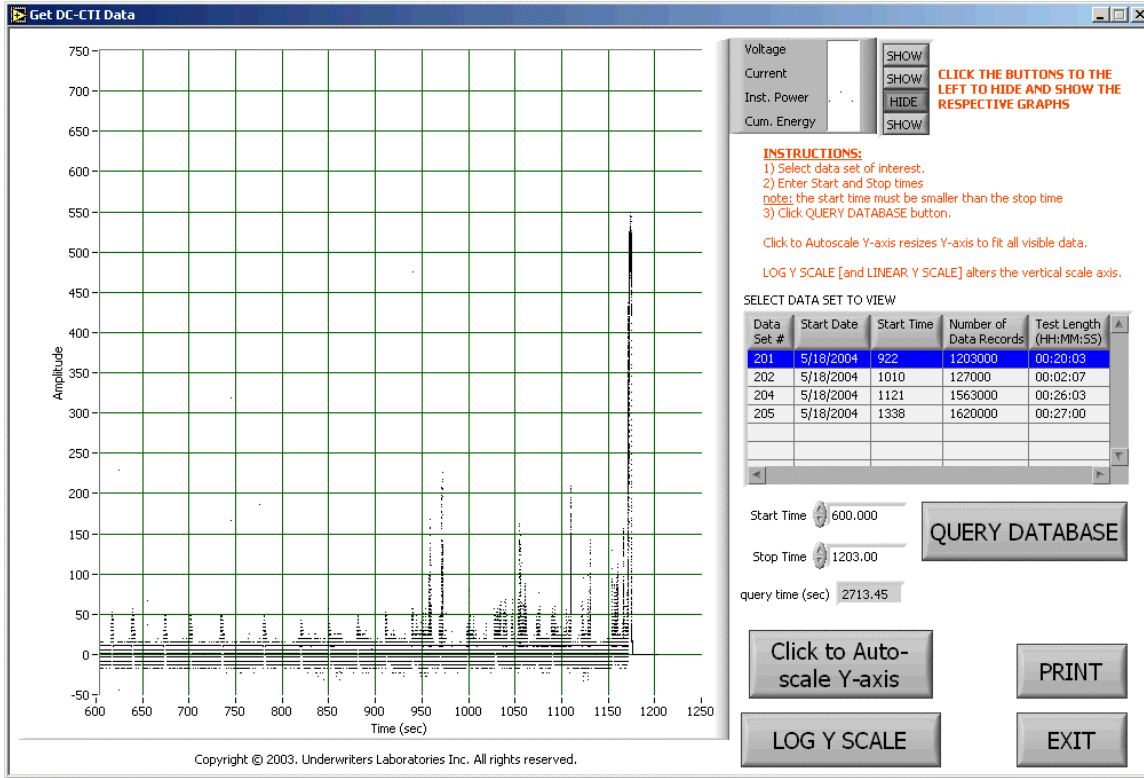 Get DC-CTI Data
750
700
650
600
550
500
450
400
350
300
250
200
150
100
50
0
-50
Amplitude
600 650 700 750 800 850 900 950 1000 1050 1100 1150 1200 1250
Time (sec)
Copyright © 2003. Underwriters Laboratories Inc. All rights reserved.
Voltage SHOW
Current SHOW
Inst. Power HIDE
Cum. Energy SHOW
CLICK THE BUTTONS TO THE
LEFT TO HIDE AND SHOW THE
RESPECTIVE GRAPHS
INSTRUCTIONS:
1) Select data set of interest.
2) Enter Start and Stop times
note: the start time must be smaller than the stop time
3) Click QUERY DATABASE button.
Click to Autoscale Y-axis resizes Y-axis to fit all visible data.
LOG Y SCALE [and LINEAR Y SCALE] alters the vertical scale axis.
SELECT DATA SET TO VIEW
Data Start Date Start Time Number of Test Length
Set # Data Records (HH:MM:SS)
201 5/18/2004 922 1203000 00:20:03
202 5/18/2004 1010 127000 00:02:07
204 5/18/2004 1121 1563000 00:26:03
205 5/18/2004 1338 1620000 00:27:00
Start Time 600.000
Stop Time 1203.00
QUERY DATABASE
query time (sec) 2713.45
Click to Auto-
scale Y-axis
PRINT
LOG Y SCALE
EXIT